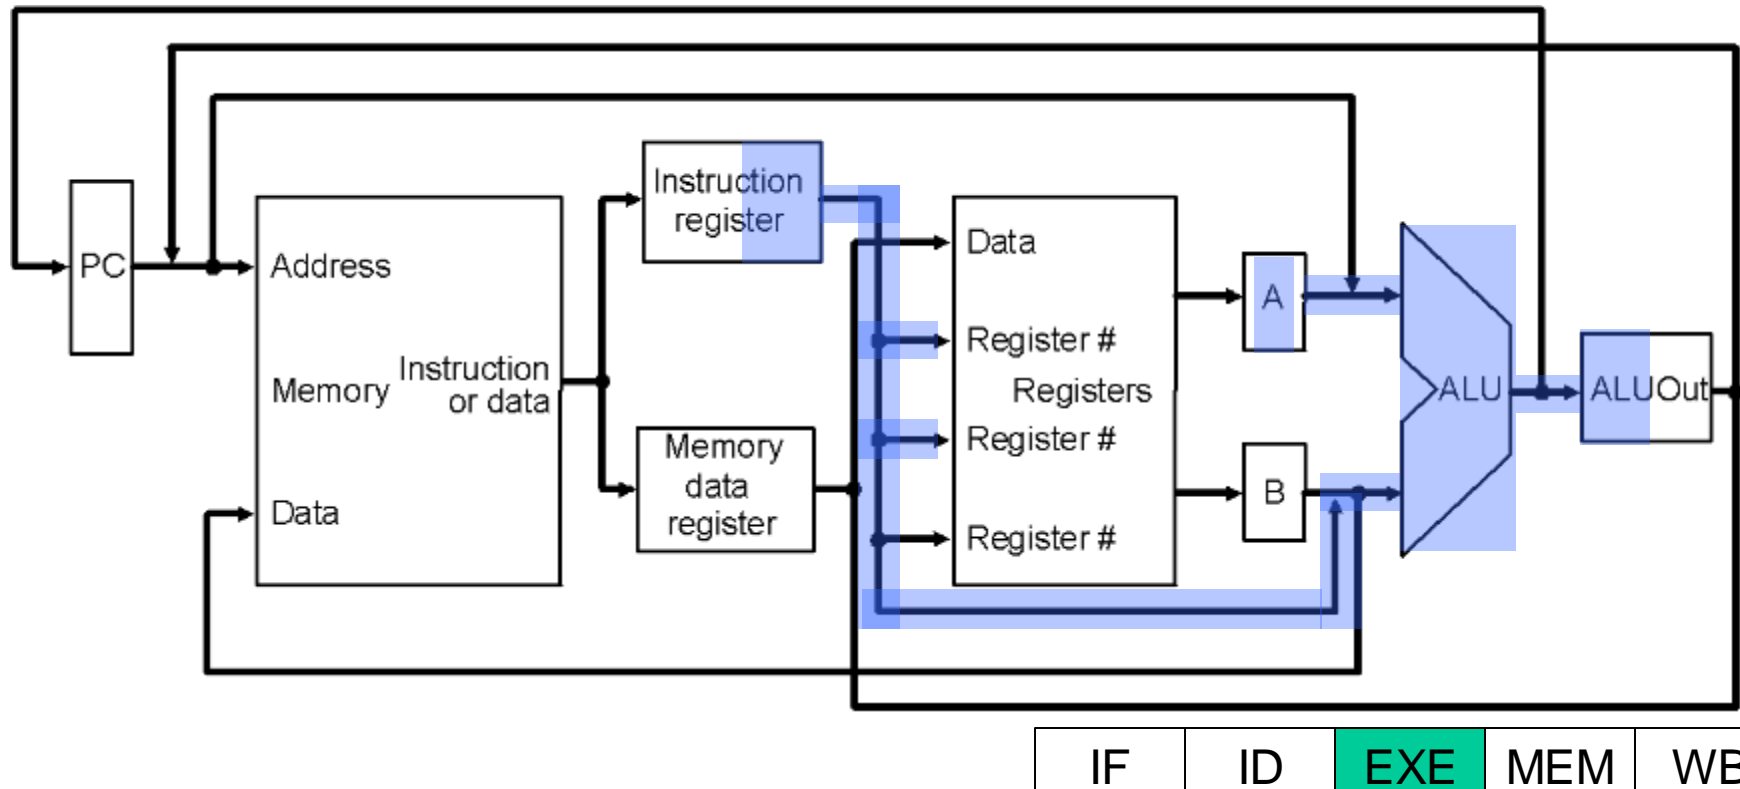 PC
Address
Memory
Instruction
or data
Data
Instruction
register
Memory
data
register
Data
Register #
Registers
Register #
Register #
A
B
ALU
ALUOut
IF ID EXE MEM WB